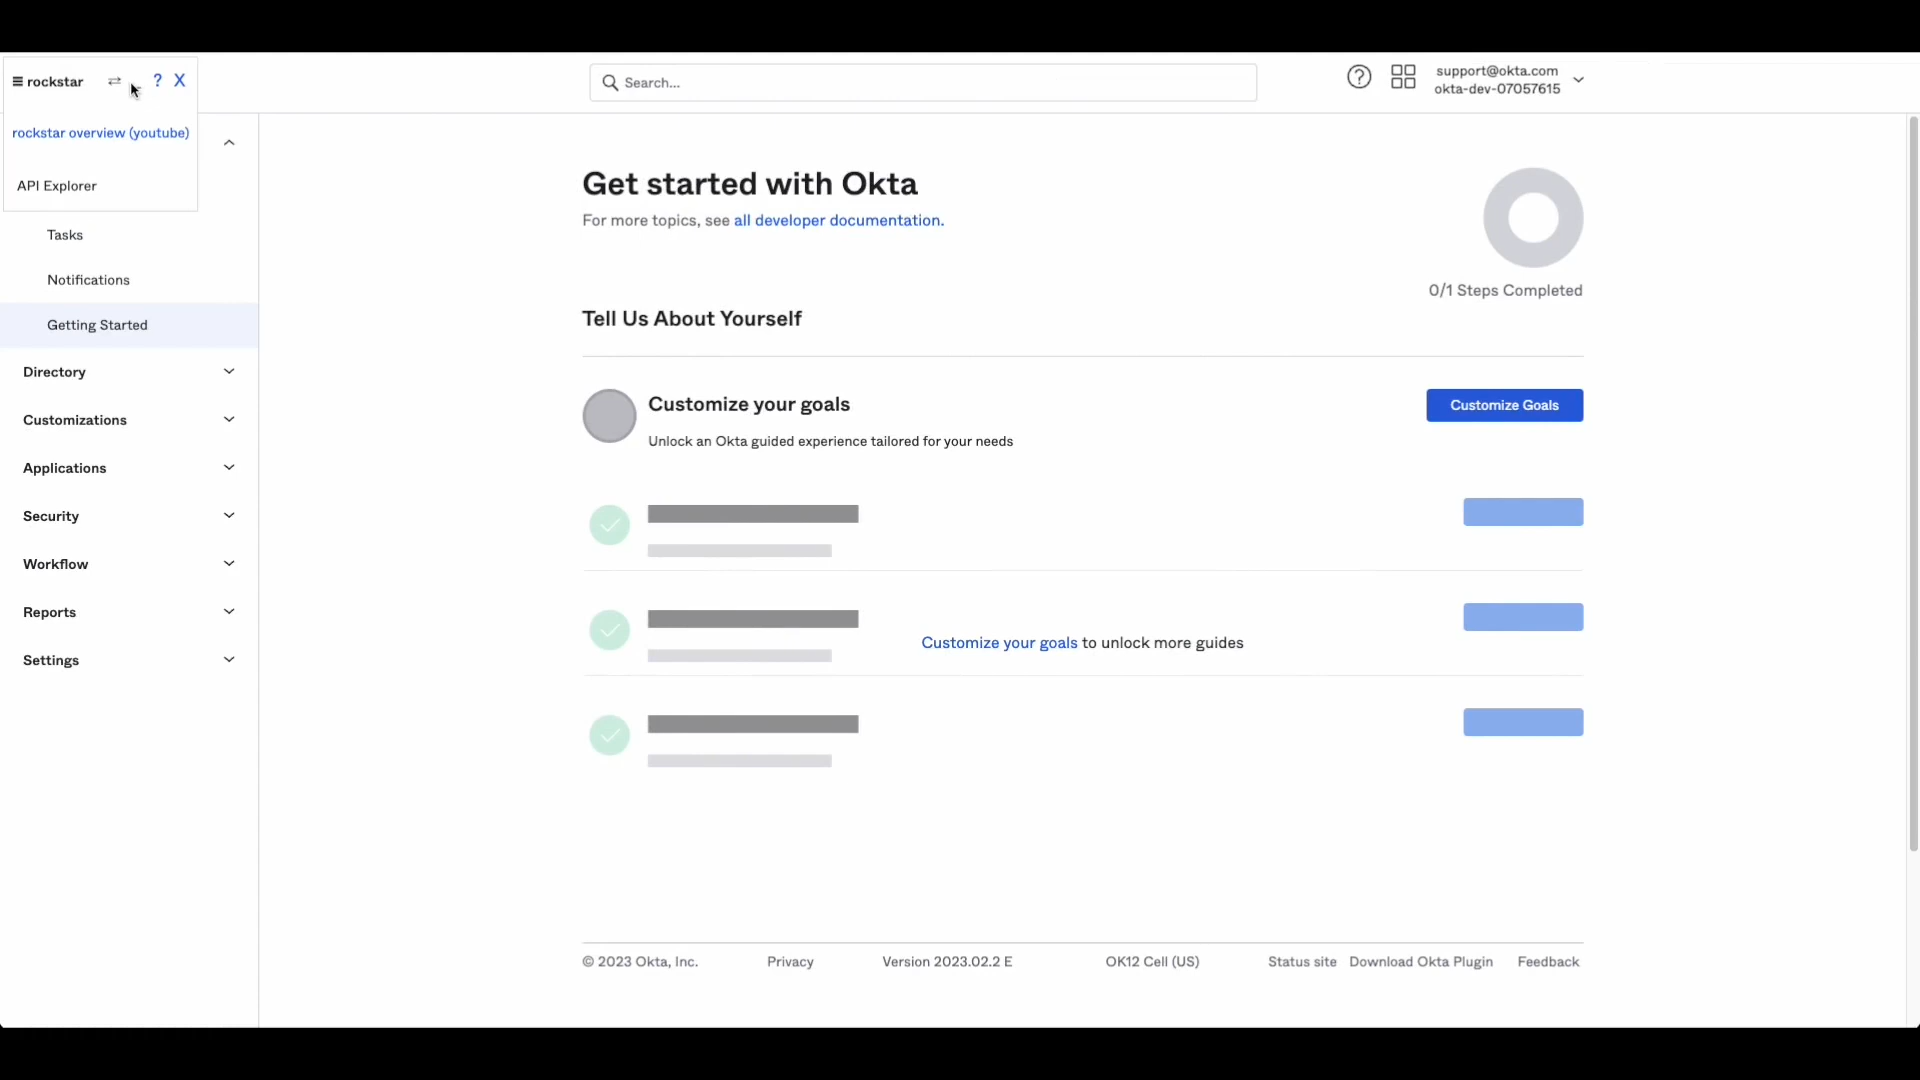 rockstar ⇄ ? X
rockstar overview (youtube)
API Explorer
Search...
support@okta.com
okta-dev-07057615
Tasks
Notifications
Getting Started
Directory
Customizations
Applications
Security
Workflow
Reports
Settings
Get started with Okta
For more topics, see all developer documentation.
0/1 Steps Completed
Tell Us About Yourself
Customize your goals
Unlock an Okta guided experience tailored for your needs
Customize Goals
Customize your goals to unlock more guides
© 2023 Okta, Inc. Privacy Version 2023.02.2 E OK12 Cell (US) Status site Download Okta Plugin Feedback